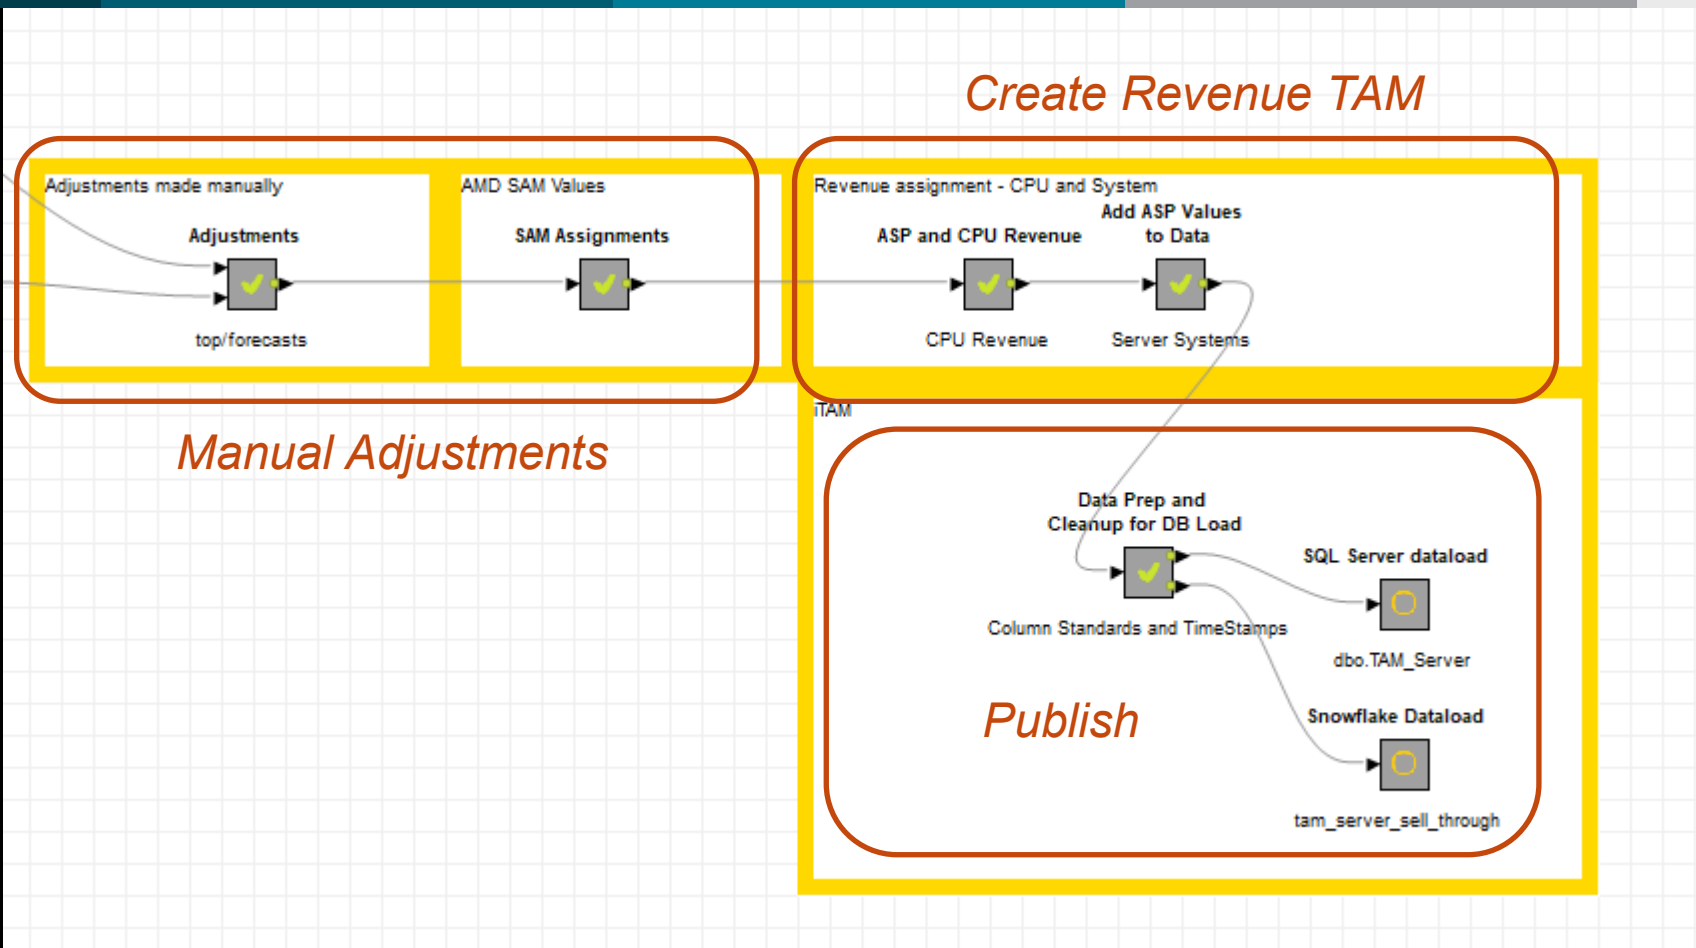 Create Revenue TAM
Adjustments made manually
AMD SAM Values
Revenue assignment - CPU and System
Adjustments
SAM Assignments
ASP and CPU Revenue
Add ASP Values
to Data
top/forecasts
CPU Revenue
Server Systems
Manual Adjustments
iTAM
Data Prep and
Cleanup for DB Load
Column Standards and TimeStamps
SQL Server dataload
dbo.TAM_Server
Publish
Snowflake Dataload
tam_server_sell_through